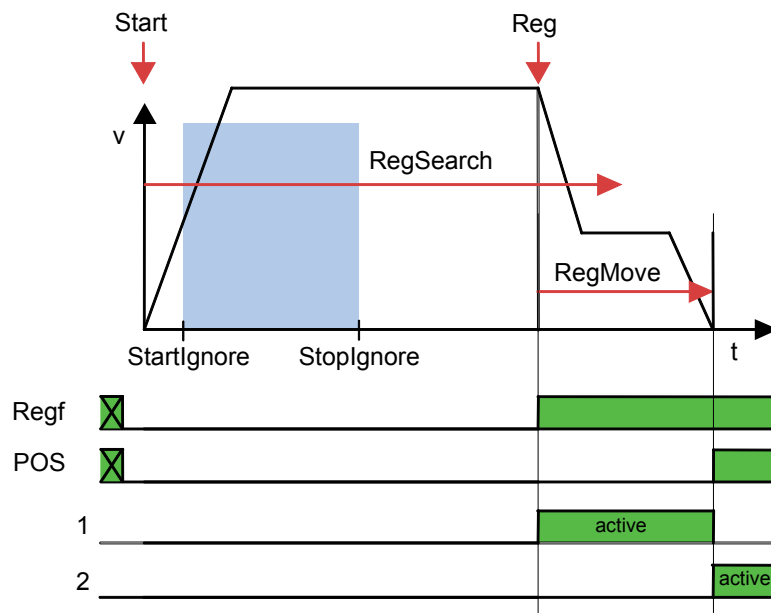 Start Reg
v
RegSearch
RegMove
StartIgnore StopIgnore t
Regf
POS
1 active
2 active